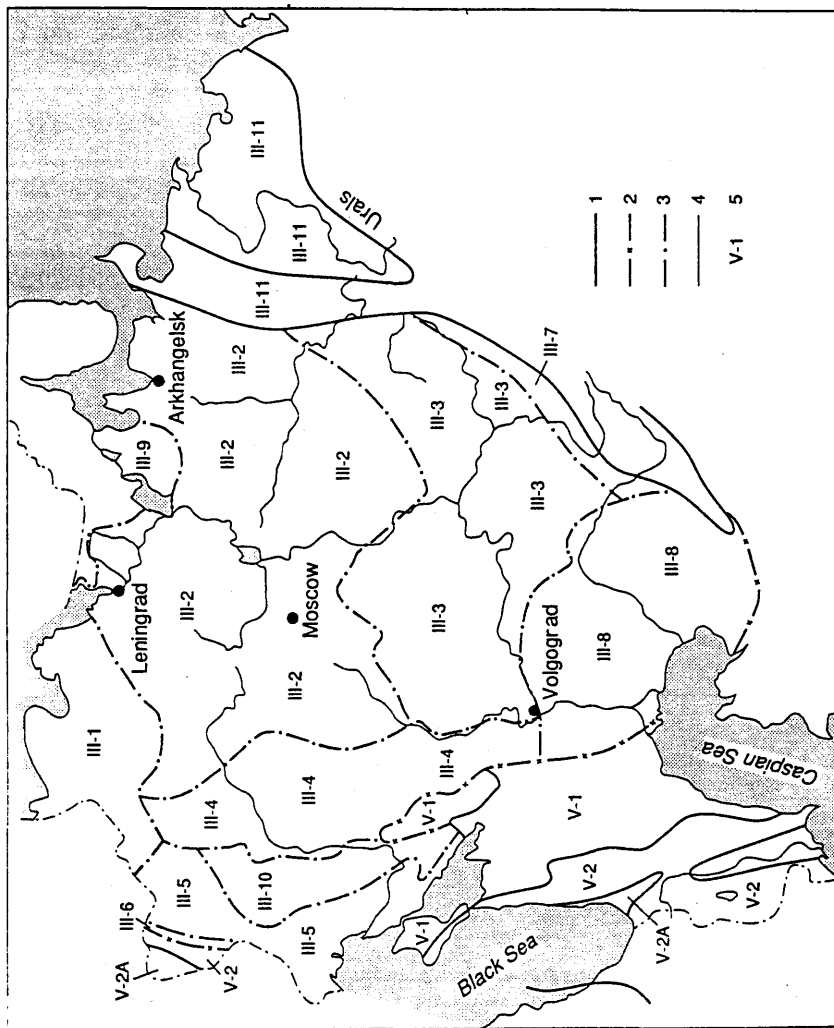 III-11
Urals
III-11
III-11
Arkhangelsk
III-2
III-7
III-9
III-2
III-3
III-3
III-2
III-3
Leningrad
III-2
Moscow
III-3
III-8
III-1
III-2
Volgograd
III-8
III-4
III-4
III-4
Caspian Sea
V-1
V-1
III-6
III-5
III-10
III-5
V-2
V-2
V-2A
V-2
V-1
Black Sea
V-2A
1
2
3
4
V-1 5